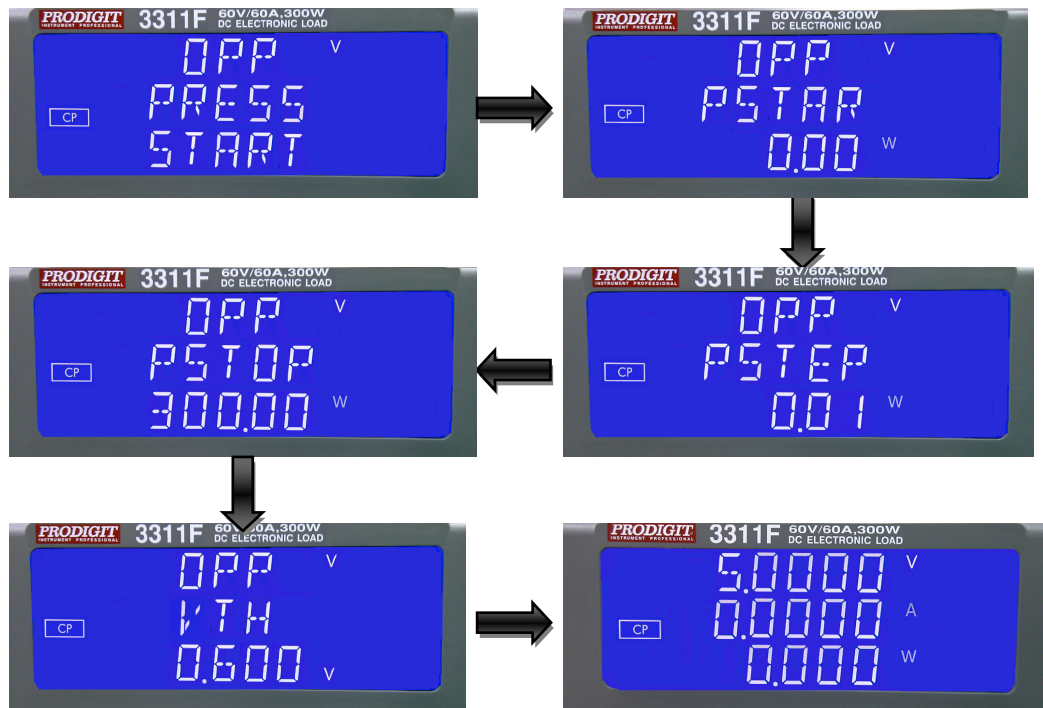 PRODIGIT
INSTRUMENT PROFESSIONAL
3311F
60V/60A,300W
DC ELECTRONIC LOAD
OPP V
PRESS
CP
START
PRODIGIT
INSTRUMENT PROFESSIONAL
3311F
60V/60A,300W
DC ELECTRONIC LOAD
OPP V
PSTAR
CP
0.00 W
PRODIGIT
INSTRUMENT PROFESSIONAL
3311F
60V/60A,300W
DC ELECTRONIC LOAD
OPP V
PSTEP
CP
0.01 W
PRODIGIT
INSTRUMENT PROFESSIONAL
3311F
60V/60A,300W
DC ELECTRONIC LOAD
OPP V
PSTOP
CP
300.00 W
PRODIGIT
INSTRUMENT PROFESSIONAL
3311F
60V/60A,300W
DC ELECTRONIC LOAD
OPP V
VTH
CP
0.600 V
PRODIGIT
INSTRUMENT PROFESSIONAL
3311F
60V/60A,300W
DC ELECTRONIC LOAD
5.0000 V
0.0000 A
CP
0.000 W